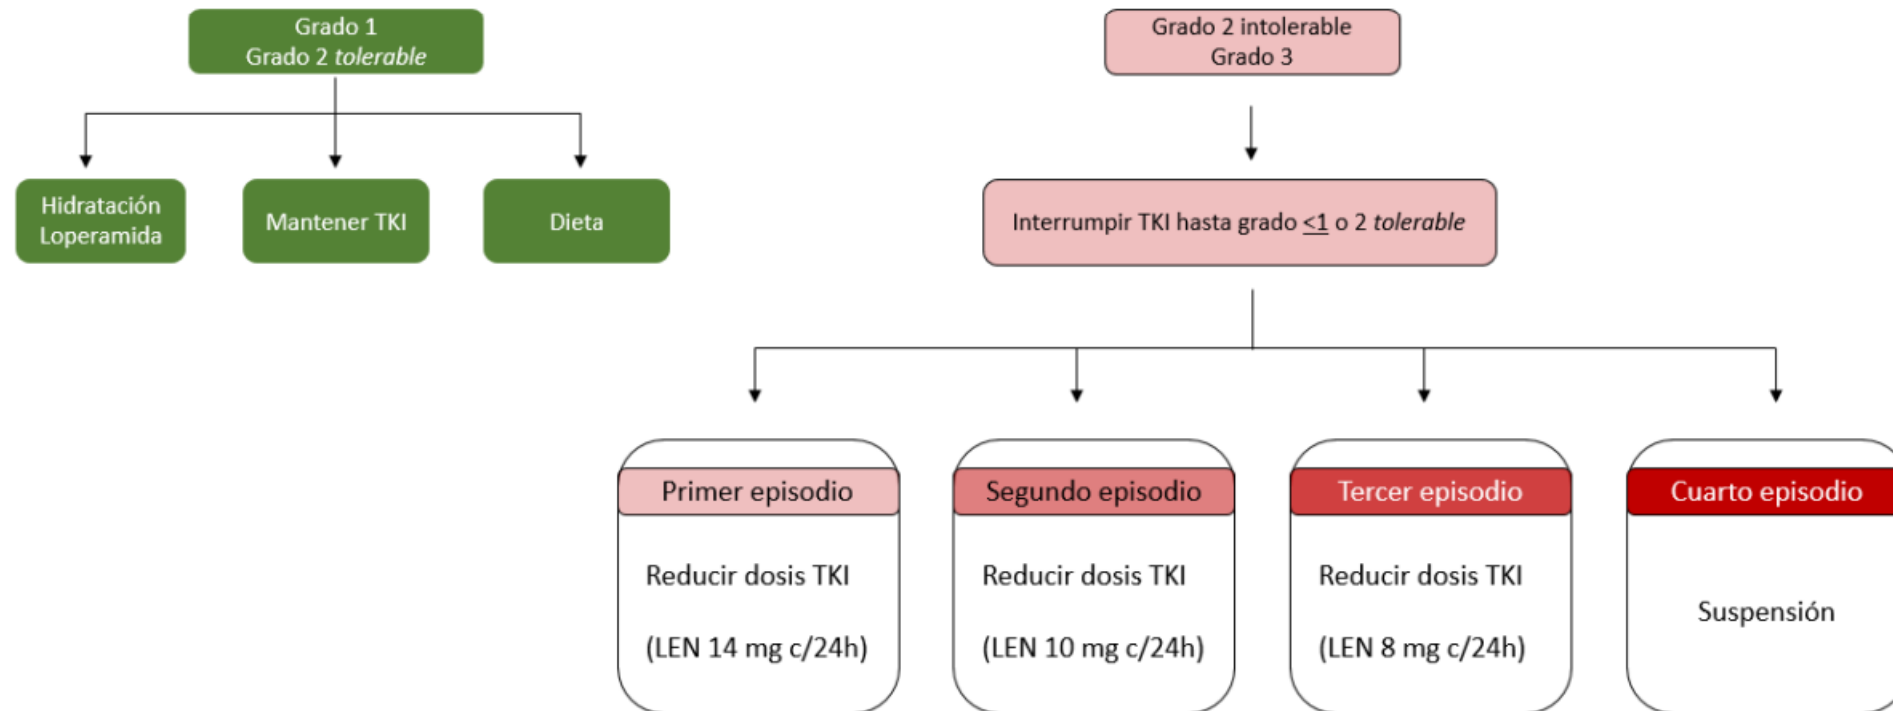 Grado 1
Grado 2 tolerable
Hidratación
Loperamida
Mantener TKI
Dieta
Grado 2 intolerable
Grado 3
Interrumpir TKI hasta grado <1 o 2 tolerable
Primer episodio
Reducir dosis TKI
(LEN 14 mg c/24h)
Segundo episodio
Reducir dosis TKI
(LEN 10 mg c/24h)
Tercer episodio
Reducir dosis TKI
(LEN 8 mg c/24h)
Cuarto episodio
Suspensión